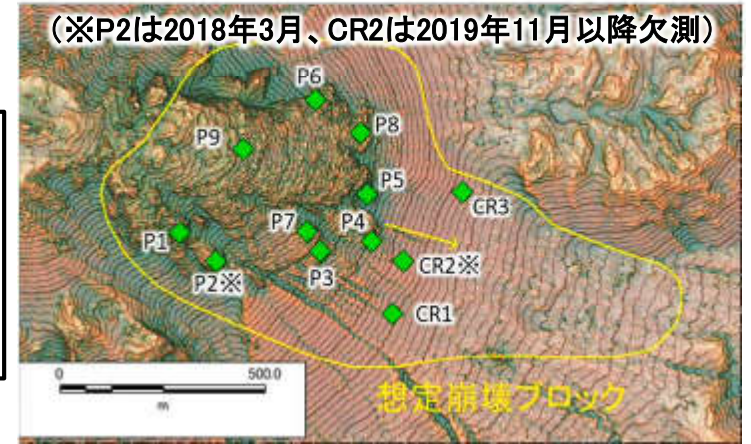 （※P2は2018年3月、CR2は2019年11月以降欠測）
P6
P8
P9
P5
CR3
P1
P7
P4
P2※
P3
CR2※
CR1
0
500.0
m
想定崩壊ブロック